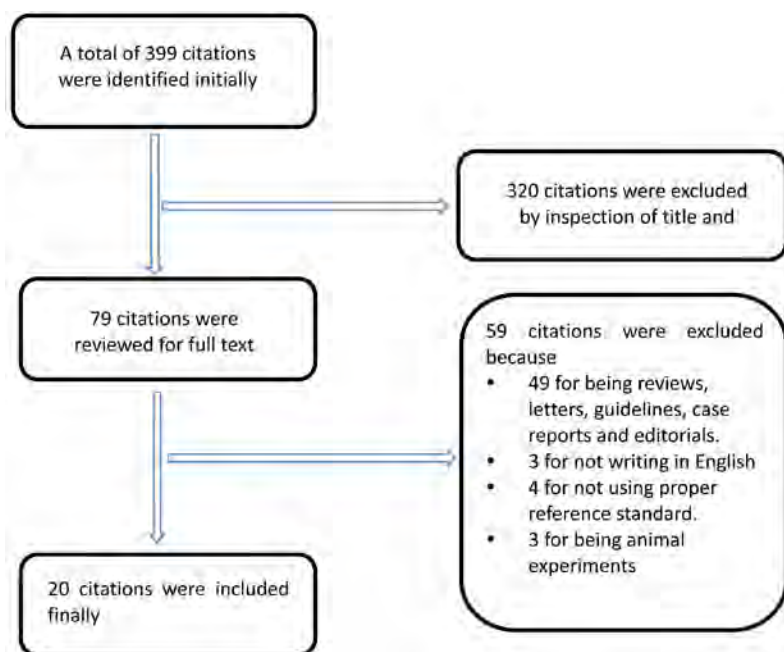 A total of 399 citations
were identified initially
320 citations were excluded
by inspection of title and
79 citations were
reviewed for full text
59 citations were excluded
because
• 49 for being reviews,
letters, guidelines, case
reports and editorials.
• 3 for not writing in English
• 4 for not using proper
reference standard.
• 3 for being animal
experiments
20 citations were included
finally